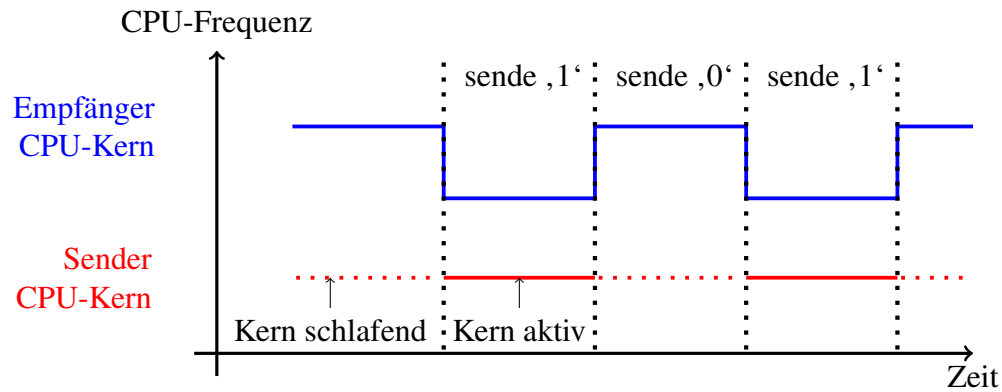 CPU-Frequenz
sende ‚1‘
sende ‚0‘
sende ‚1‘
Empfänger
CPU-Kern
Sender
CPU-Kern
Kern schlafend
Kern aktiv
Zeit